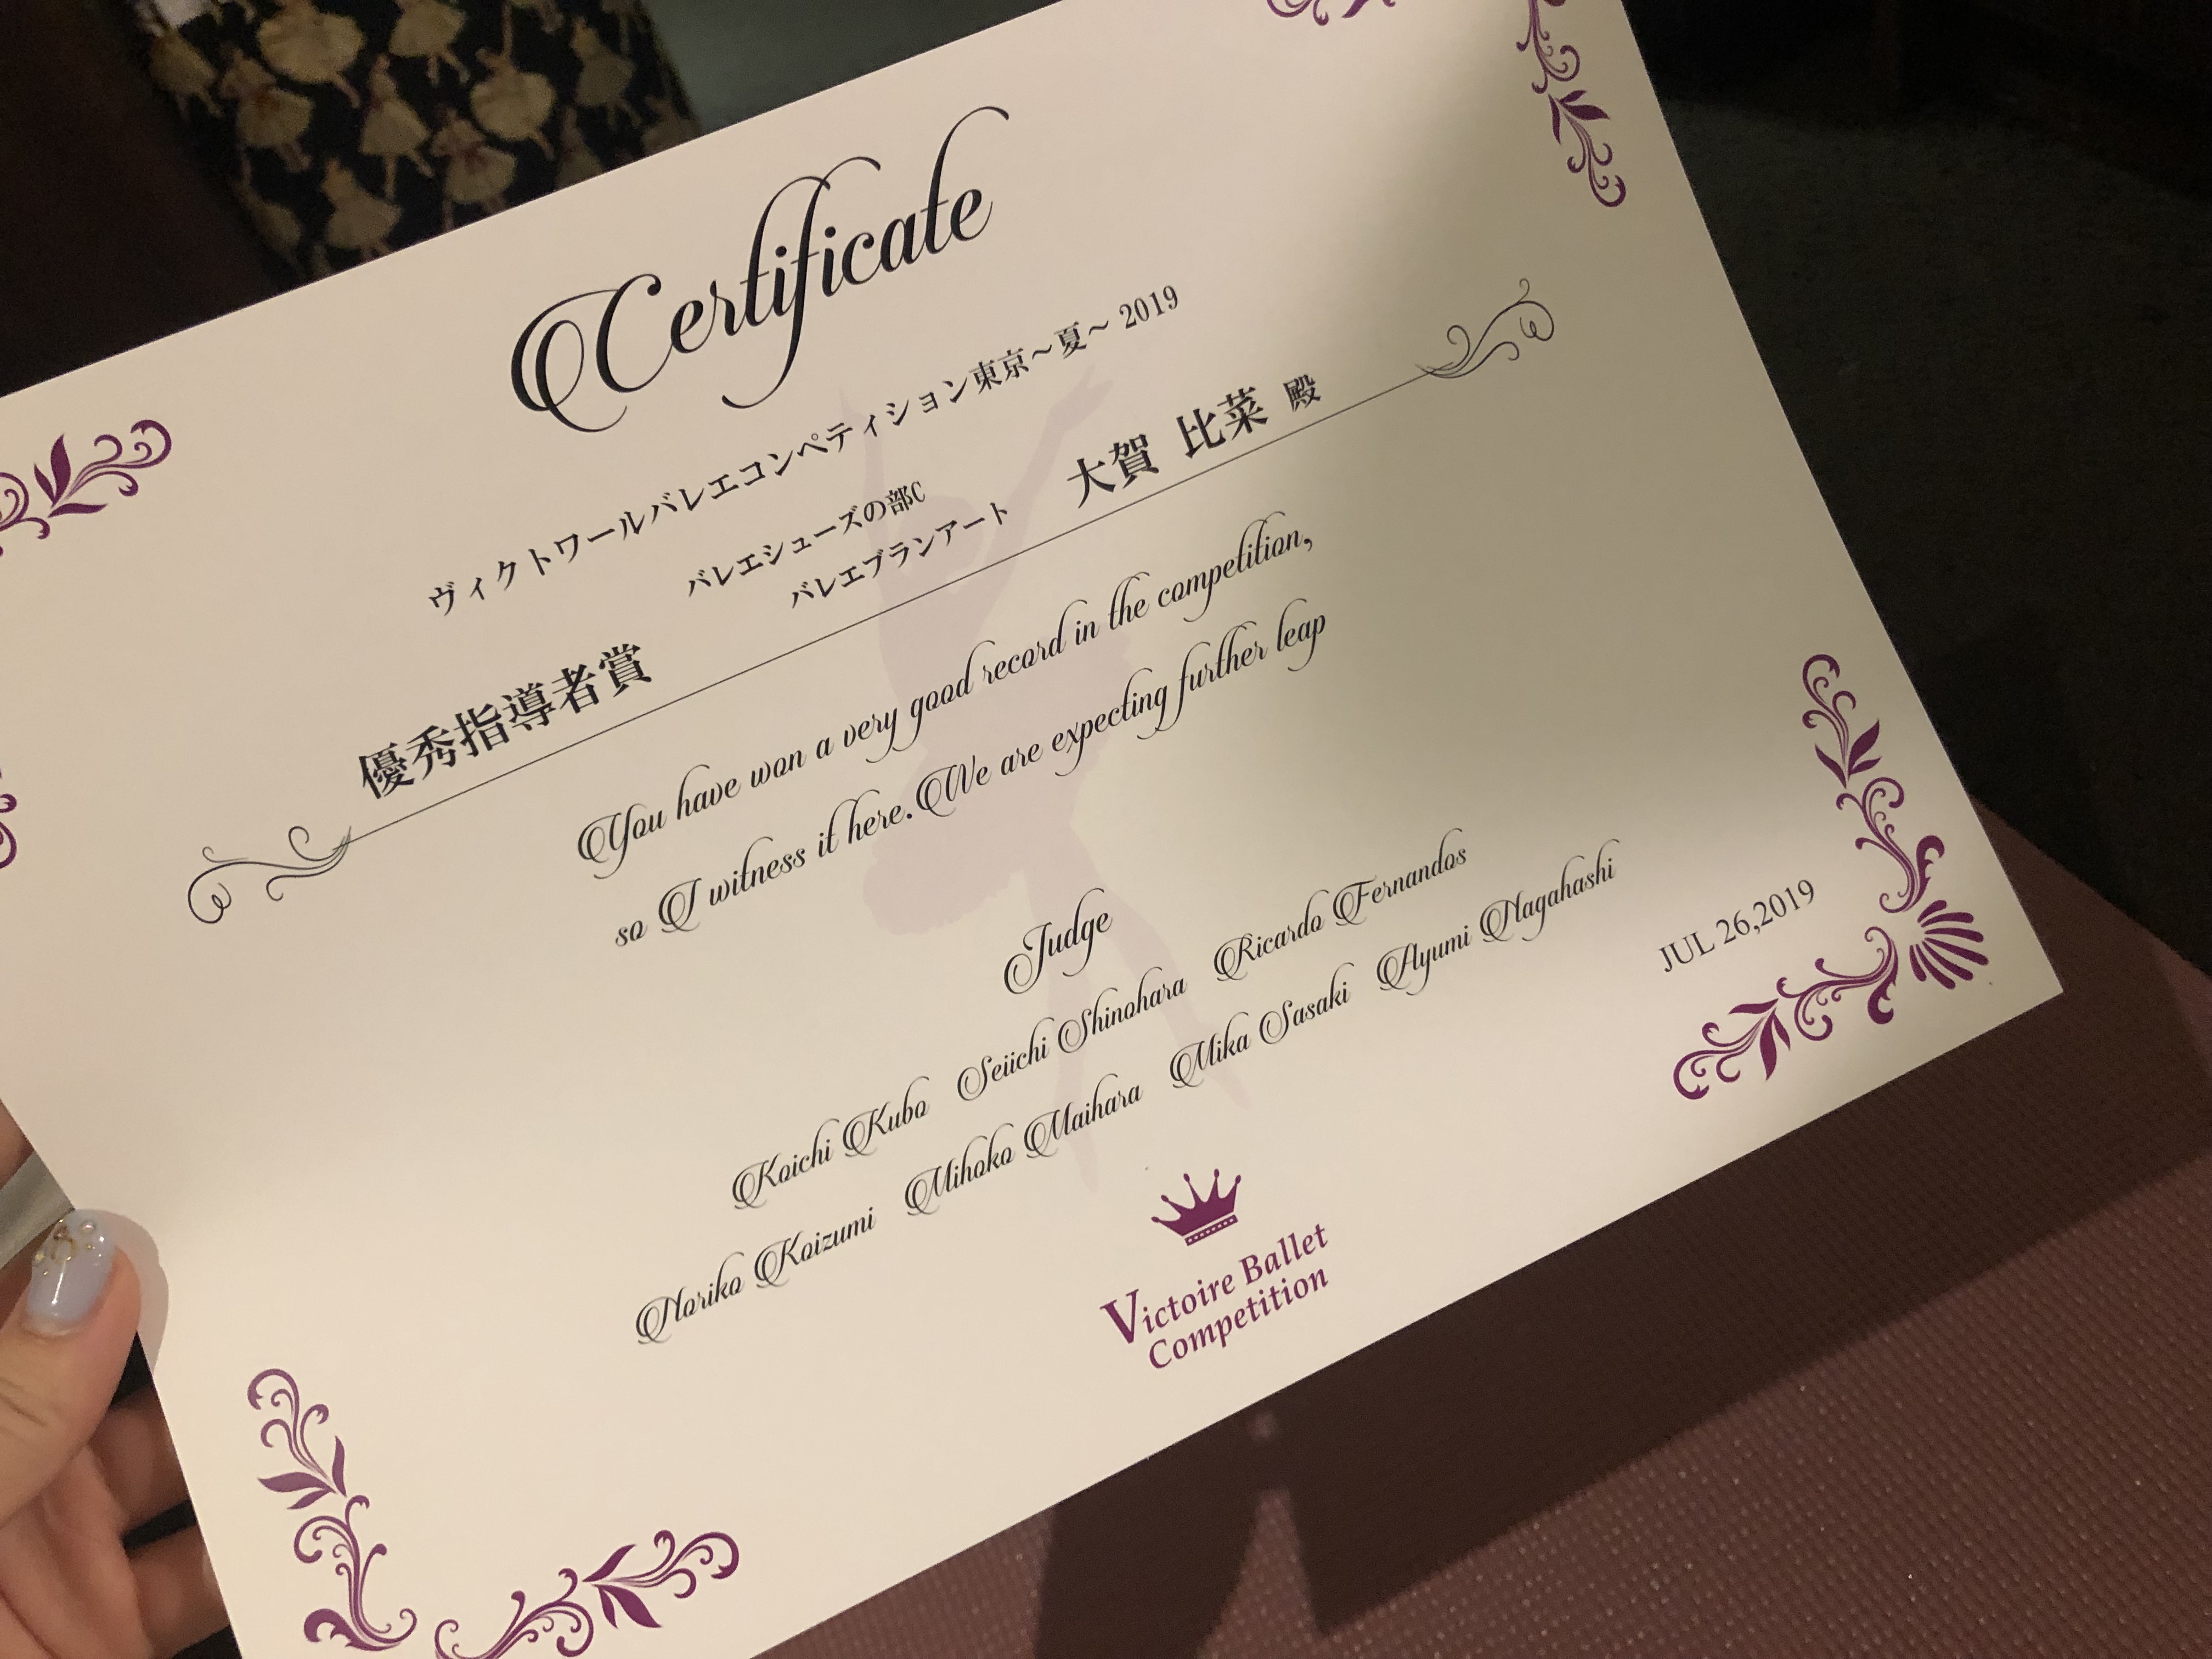 Certificate
ヴィクトワールバレエコンペティション東京～夏～ 2019
バレエシューズの部C
優秀指導者賞 バレエブランアート 大賀 比菜 殿
You have won a very good record in the competition,
so I witness it here.We are expecting further leap
Judge
Koichi Kubo Seiichi Shinohara Ricardo Fernandos
Noriko Koizumi Mihoko Maihara Mika Sasaki Ayumi Nagahashi
JUL 26,2019
Victoire Ballet
Competition